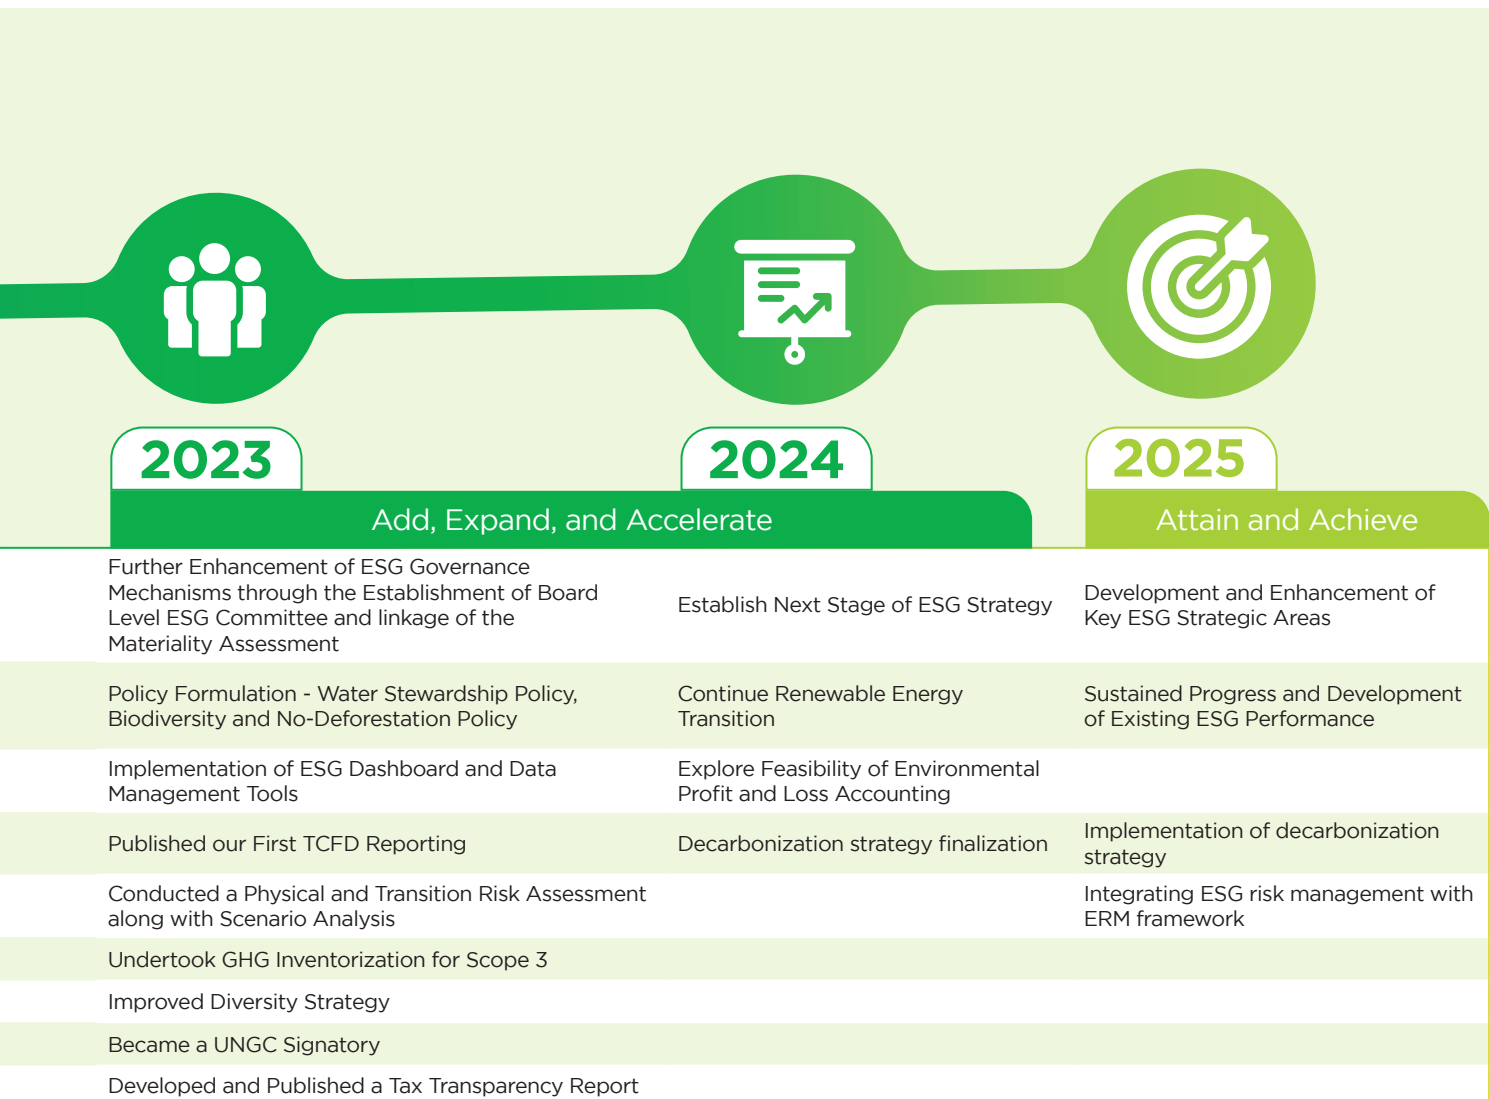 2023
2024
2025
Add, Expand, and Accelerate
Attain and Achieve
Further Enhancement of ESG Governance
Mechanisms through the Establishment of Board
Level ESG Committee and linkage of the
Materiality Assessment
Establish Next Stage of ESG Strategy
Development and Enhancement of
Key ESG Strategic Areas
Policy Formulation - Water Stewardship Policy,
Biodiversity and No-Deforestation Policy
Continue Renewable Energy
Transition
Sustained Progress and Development
of Existing ESG Performance
Implementation of ESG Dashboard and Data
Management Tools
Explore Feasibility of Environmental
Profit and Loss Accounting
Published our First TCFD Reporting
Decarbonization strategy finalization
Implementation of decarbonization
strategy
Conducted a Physical and Transition Risk Assessment
along with Scenario Analysis
Integrating ESG risk management with
ERM framework
Undertook GHG Inventorization for Scope 3
Improved Diversity Strategy
Became a UNGC Signatory
Developed and Published a Tax Transparency Report